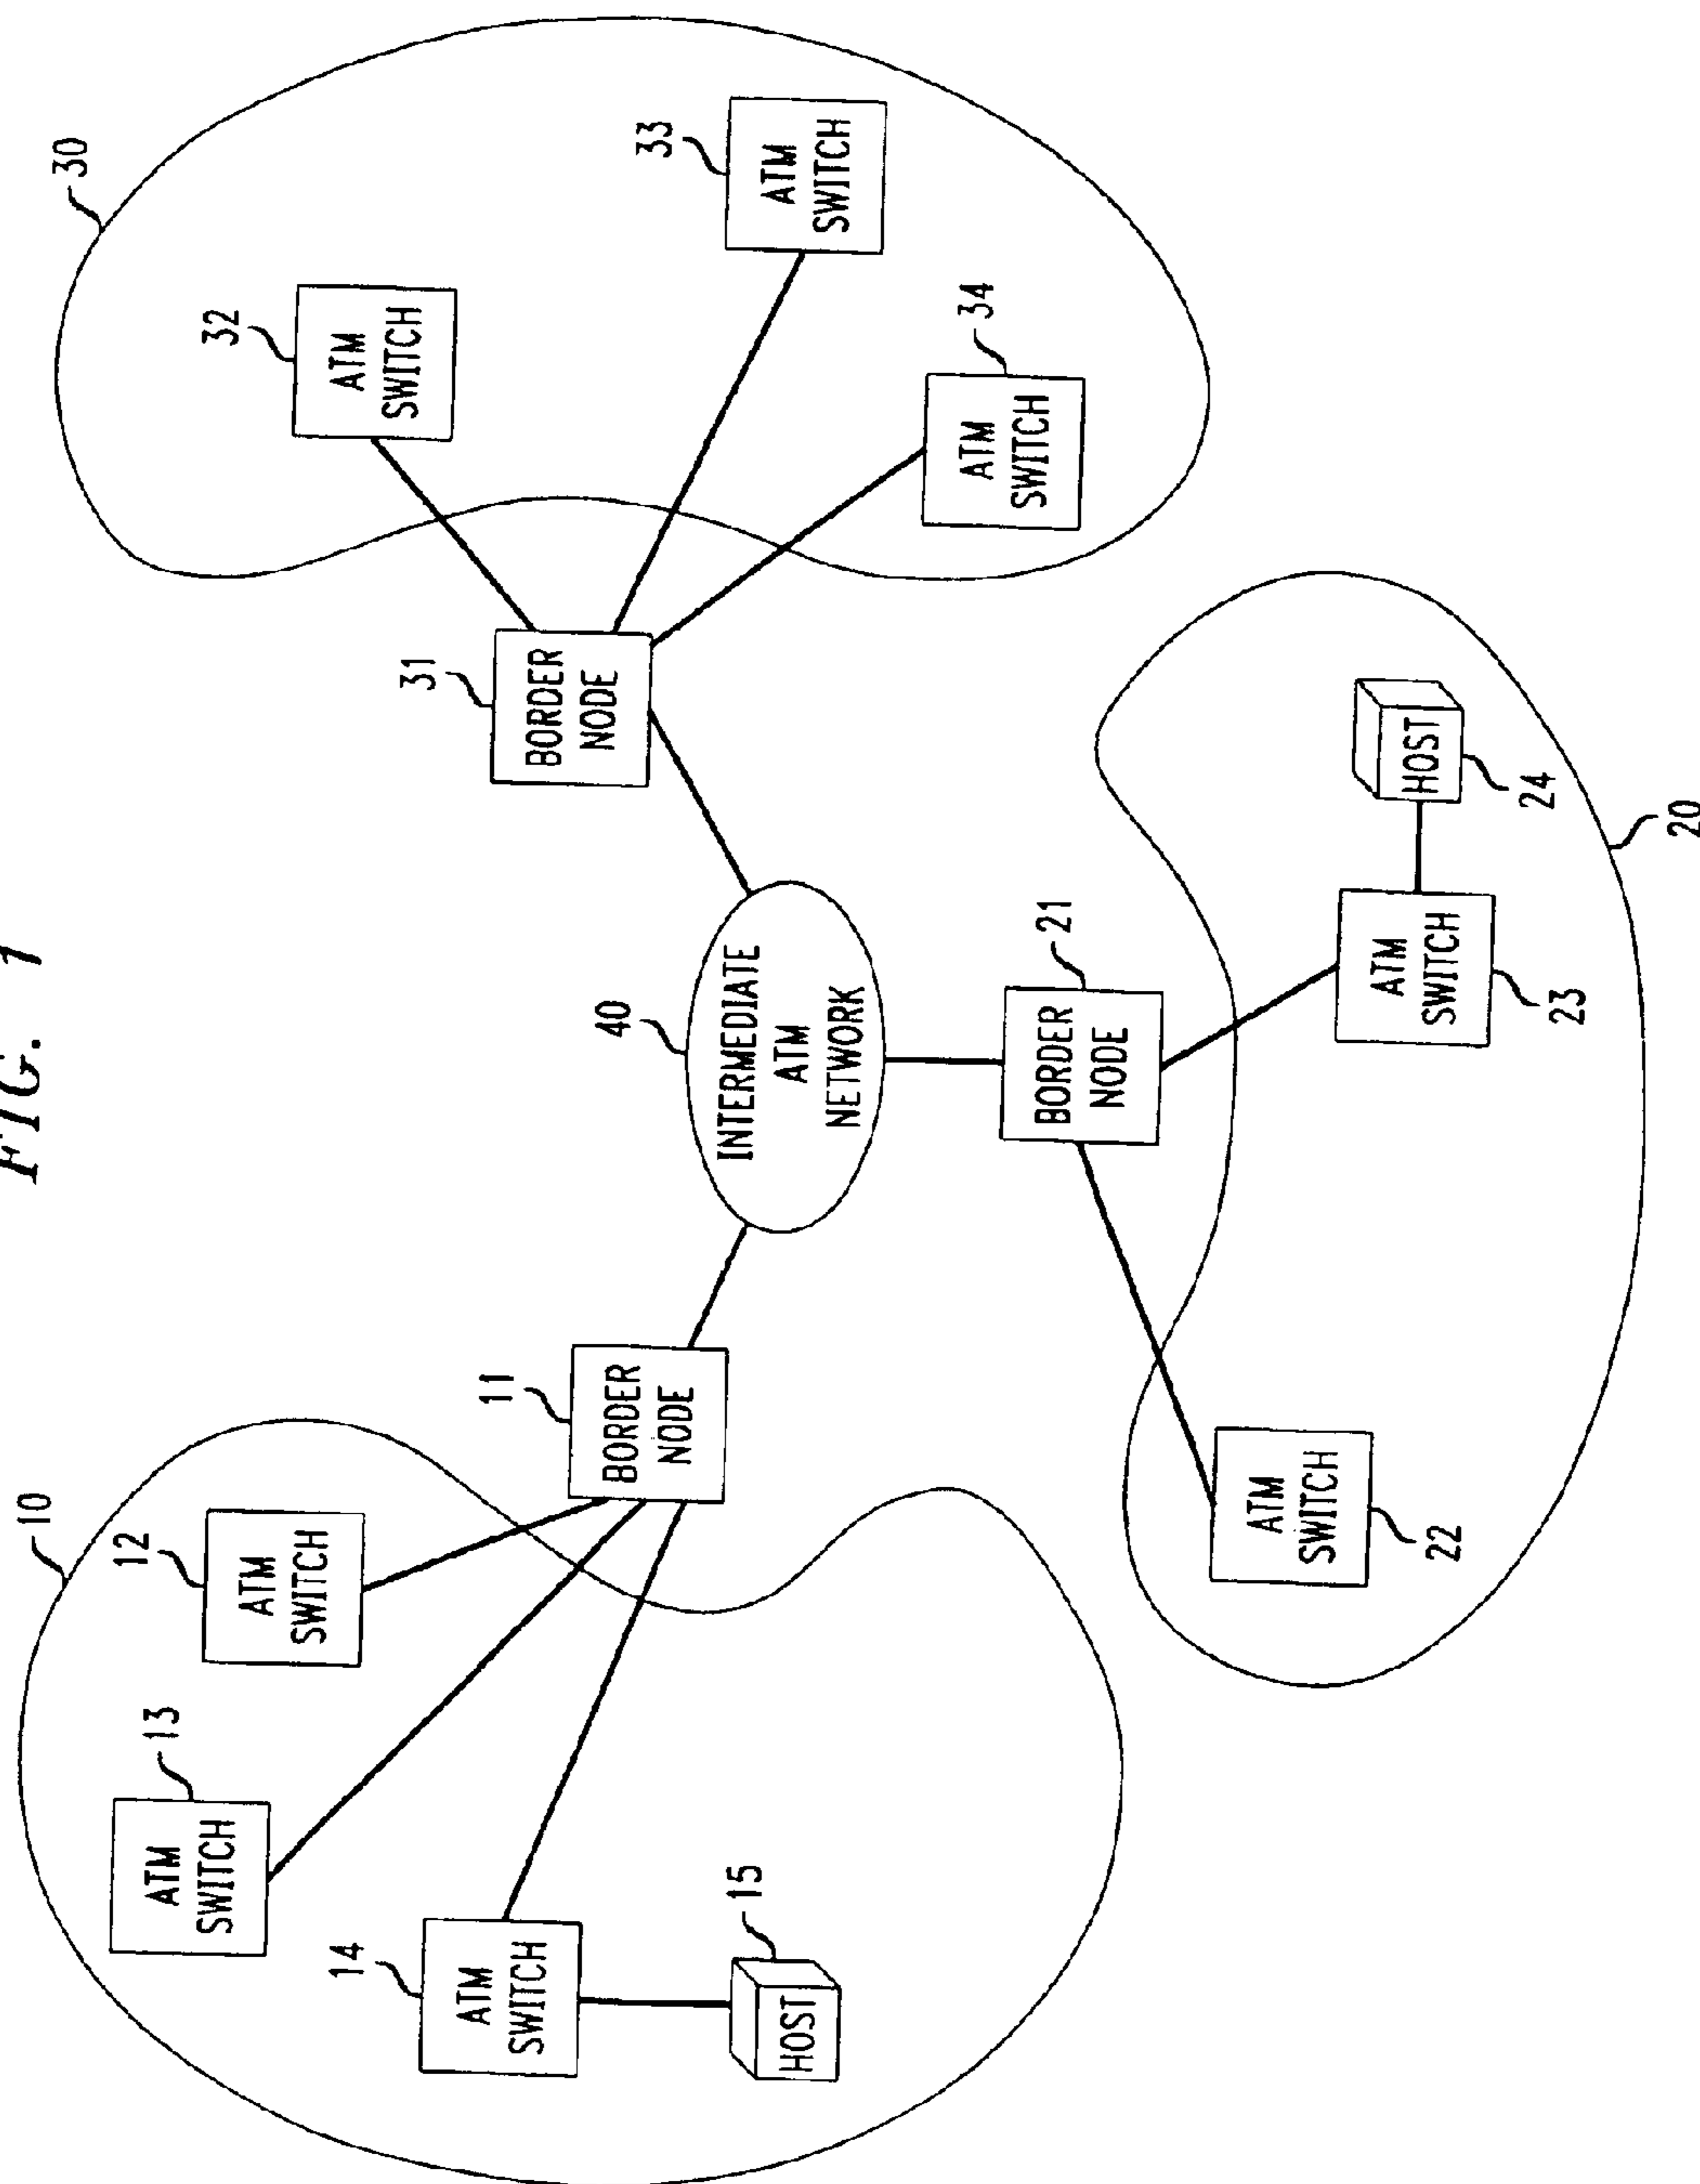 FIG. 1
10
13
ATM
SWITCH
12
ATM
SWITCH
14
ATM
SWITCH
15
HOST
11
BORDER
NODE
40
INTERMEDIATE
ATM
NETWORK
31
BORDER
NODE
30
32
ATM
SWITCH
33
ATM
SWITCH
34
ATM
SWITCH
21
BORDER
NODE
22
ATM
SWITCH
23
ATM
SWITCH
24
HOST
20